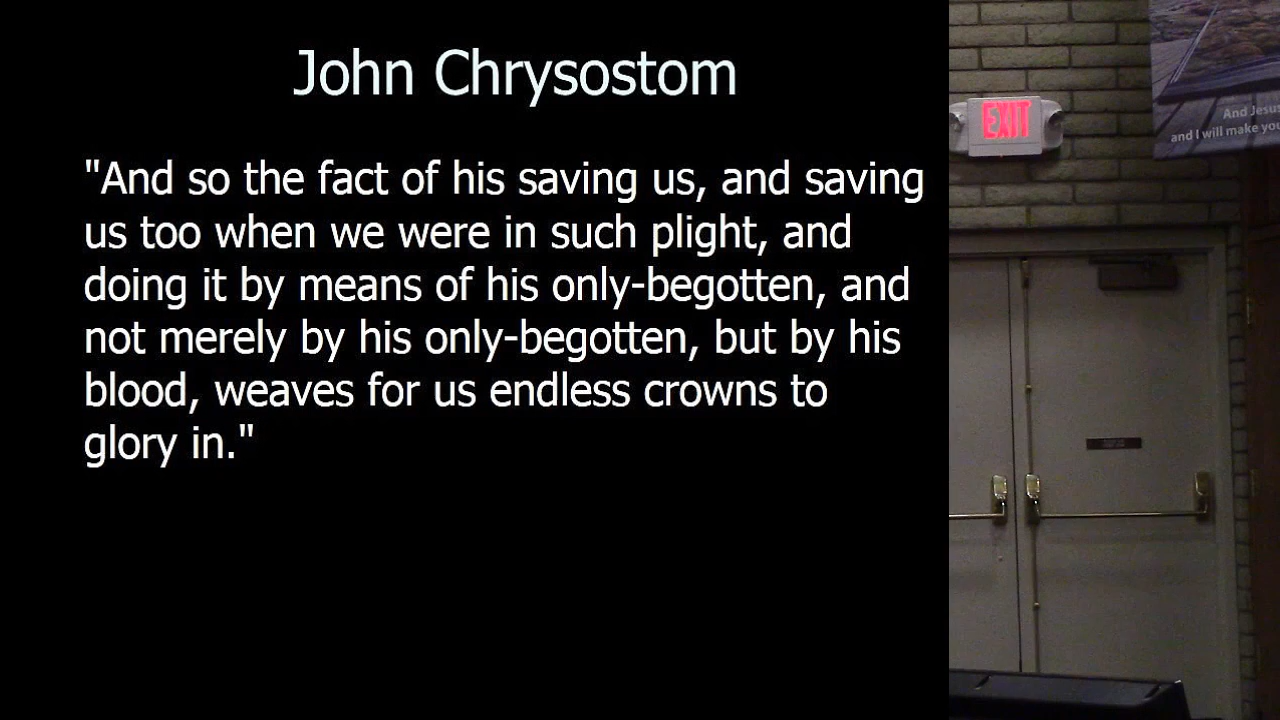 John Chrysostom
"And so the fact of his saving us, and saving
us too when we were in such plight, and
doing it by means of his only-begotten, and
not merely by his only-begotten, but by his
blood, weaves for us endless crowns to
glory in."
EXIT
And Jesus
and I will make you